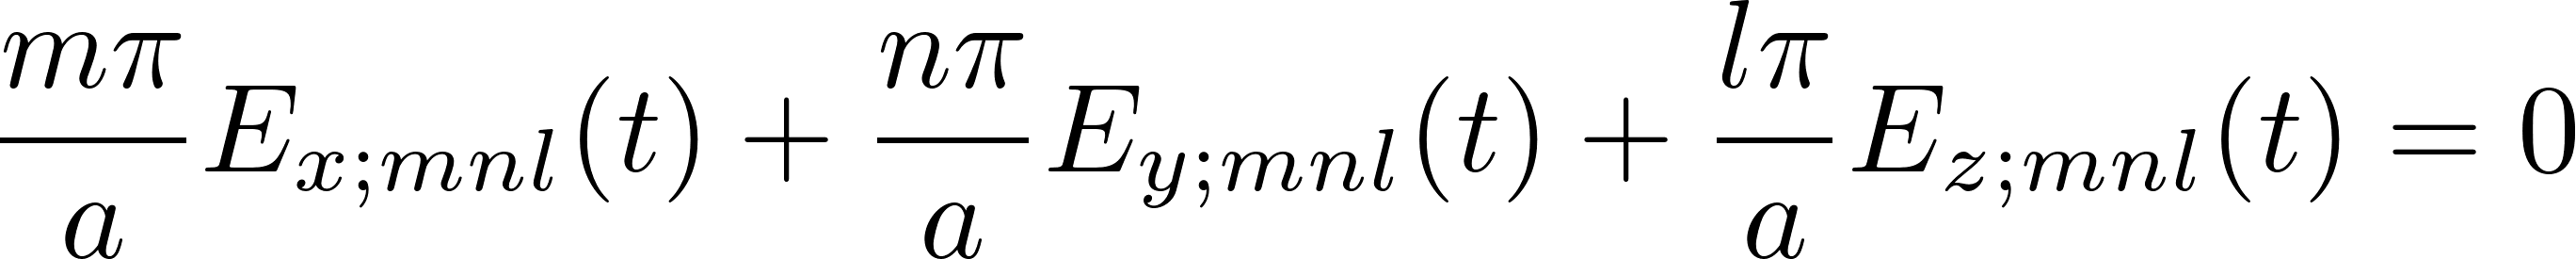 \frac{m\pi}{a} E_{x;mnl}(t) + \frac{n\pi}{a} E_{y;mnl}(t) + \frac{l\pi}{a} E_{z;mnl}(t) = 0